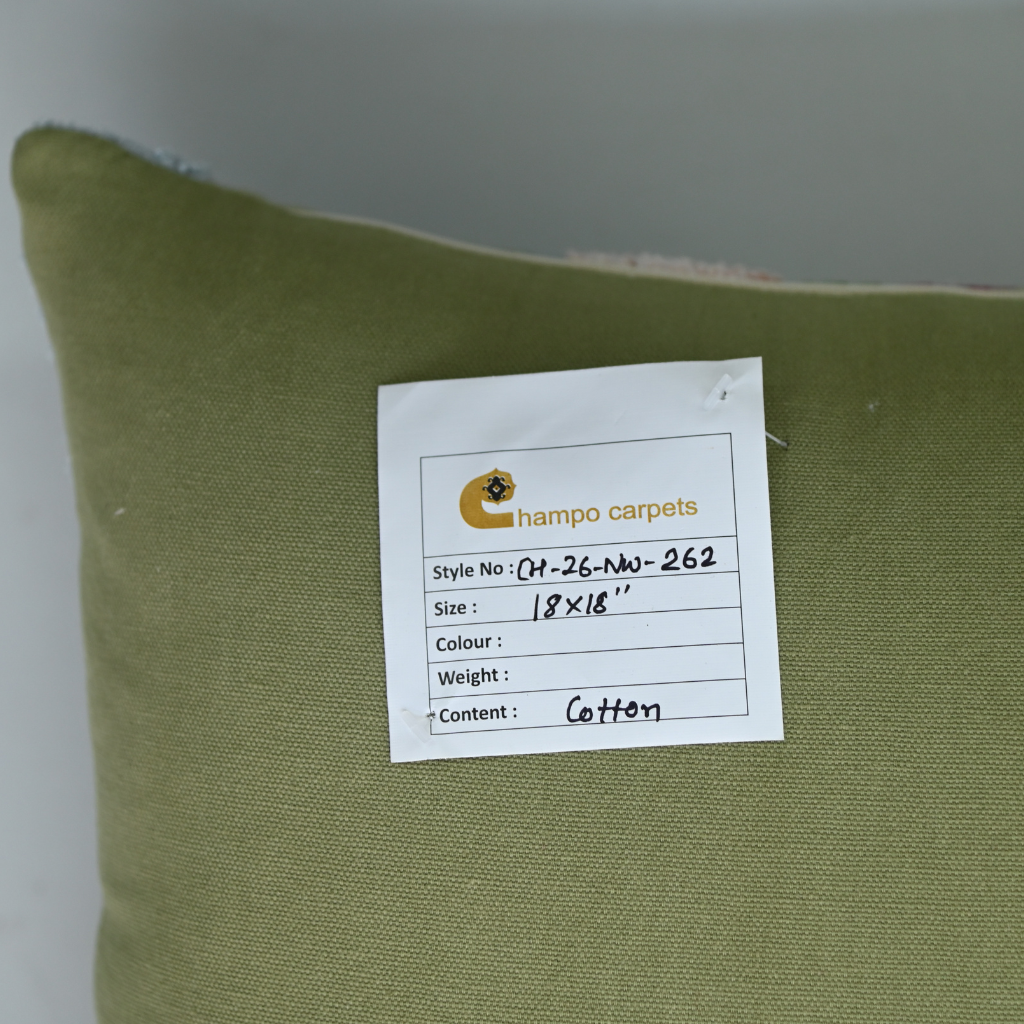 Champo carpets
Style No : CH-26-NW-262
Size : 18x18"
Colour :
Weight :
Content : Cotton